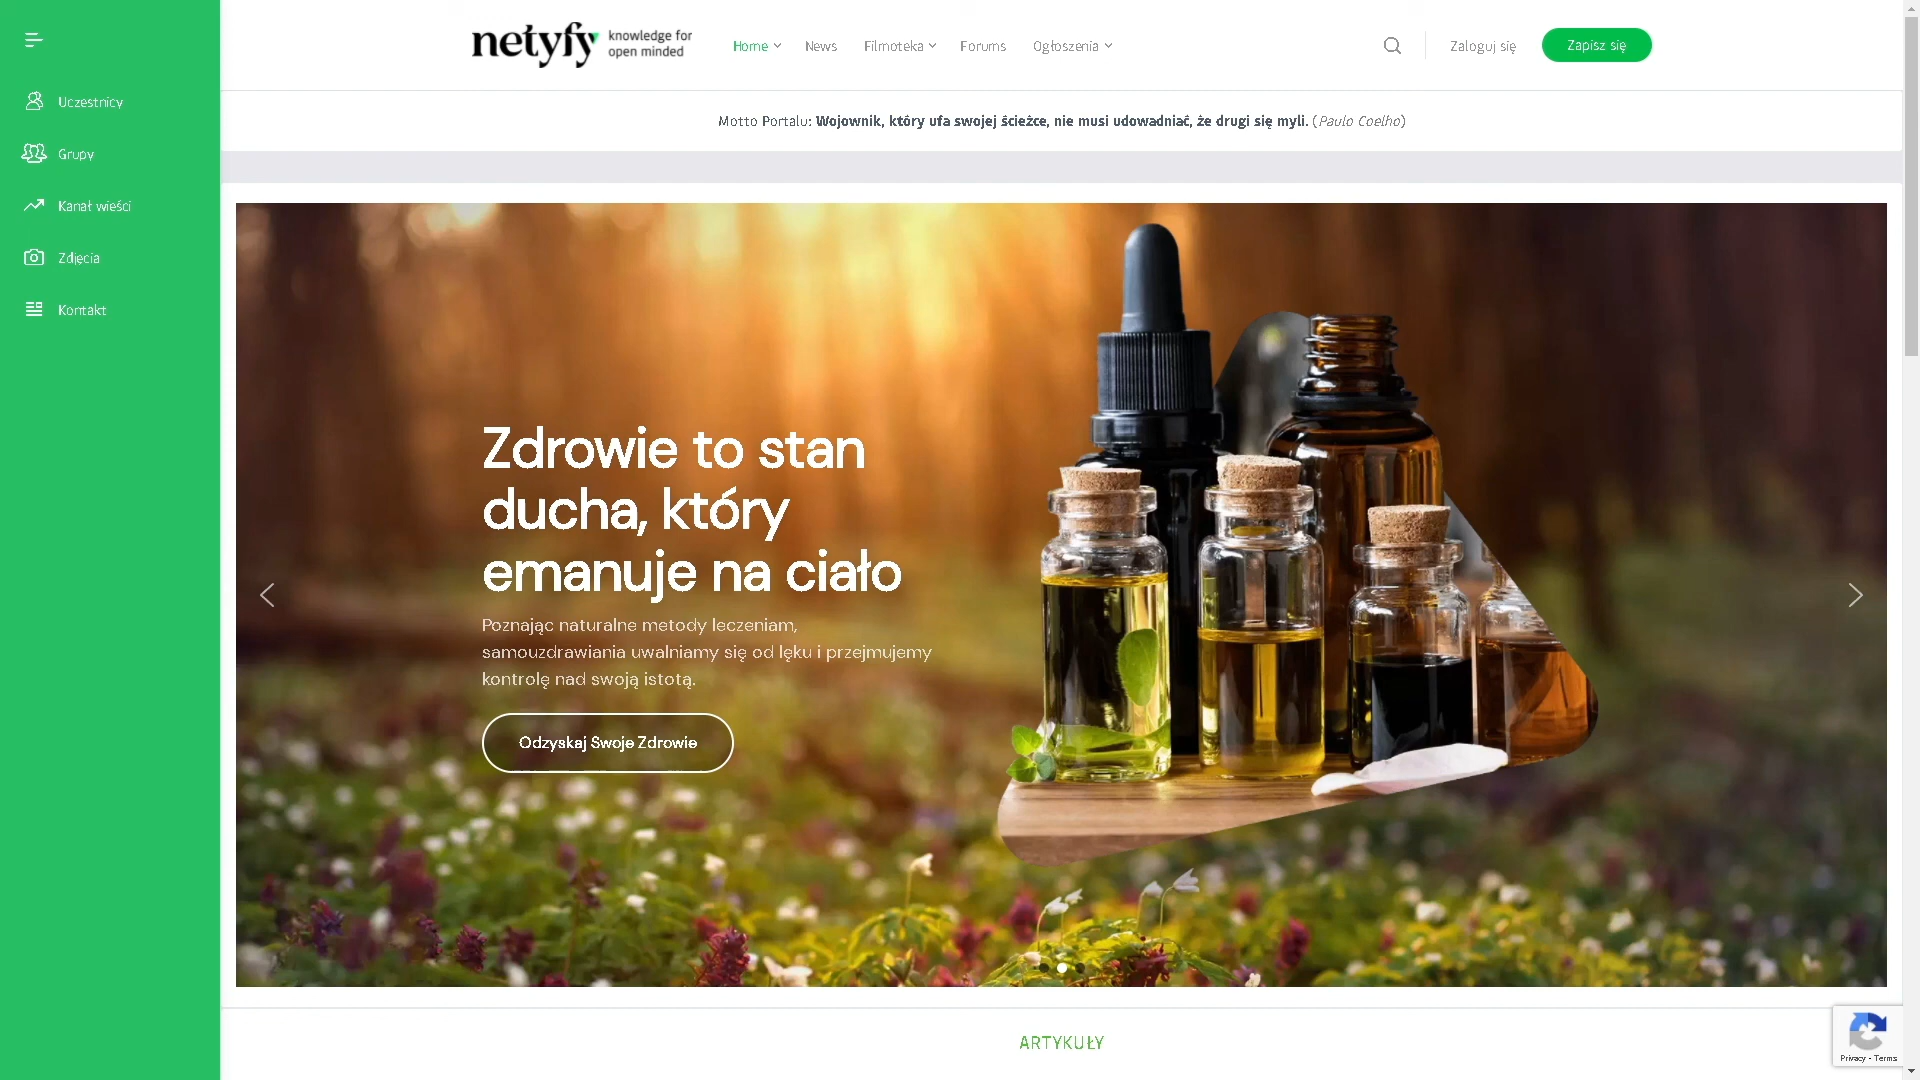 netyfy knowledge for
open minded
Home
News
Filmoteka
Forums
Ogłoszenia
Zaloguj się
Zapisz się
Uczestnicy
Grupy
Kanał wieści
Zdjęcia
Kontakt
Motto Portalu: Wojownik, który ufa swojej ścieżce, nie musi udowadniać, że drugi się myli. (Paulo Coelho)
Zdrowie to stan
ducha, który
emanuje na ciało
Poznając naturalne metody leczeniam,
samouzdrawiania uwalniamy się od lęku i przejmujemy
kontrolę nad swoją istotą.
Odzyskaj Swoje Zdrowie
ARTYKUŁY
Privacy - Terms